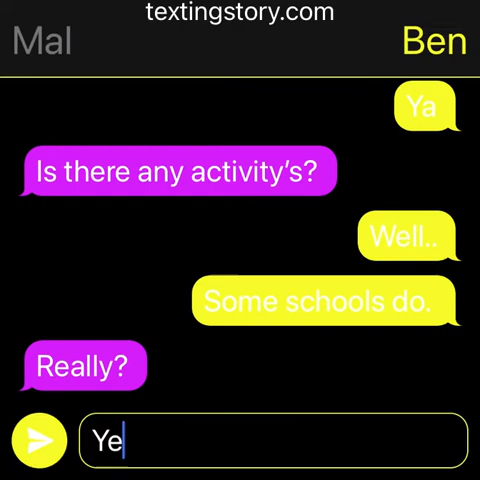 textingstory.com
Mal
Ben
Ya
Is there any activity’s?
Well..
Some schools do.
Really?
Ye